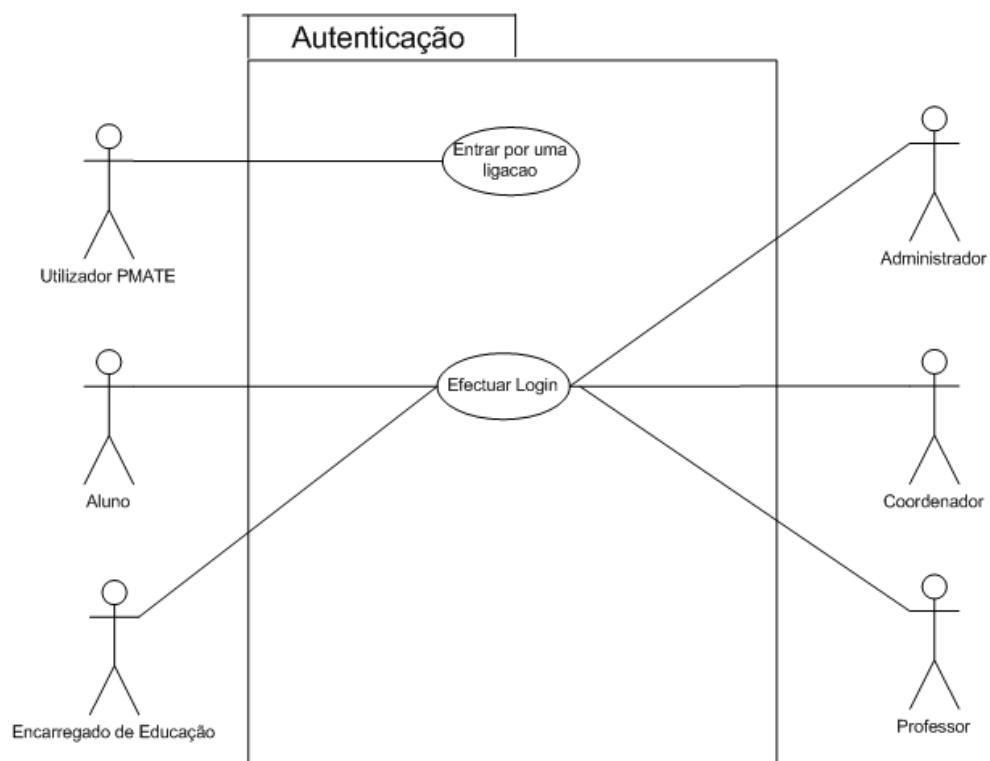 Autenticação
Entrar por uma
ligacao
Utilizador PMATE
Administrador
Efectuar Login
Aluno
Coordenador
Encarregado de Educação
Professor